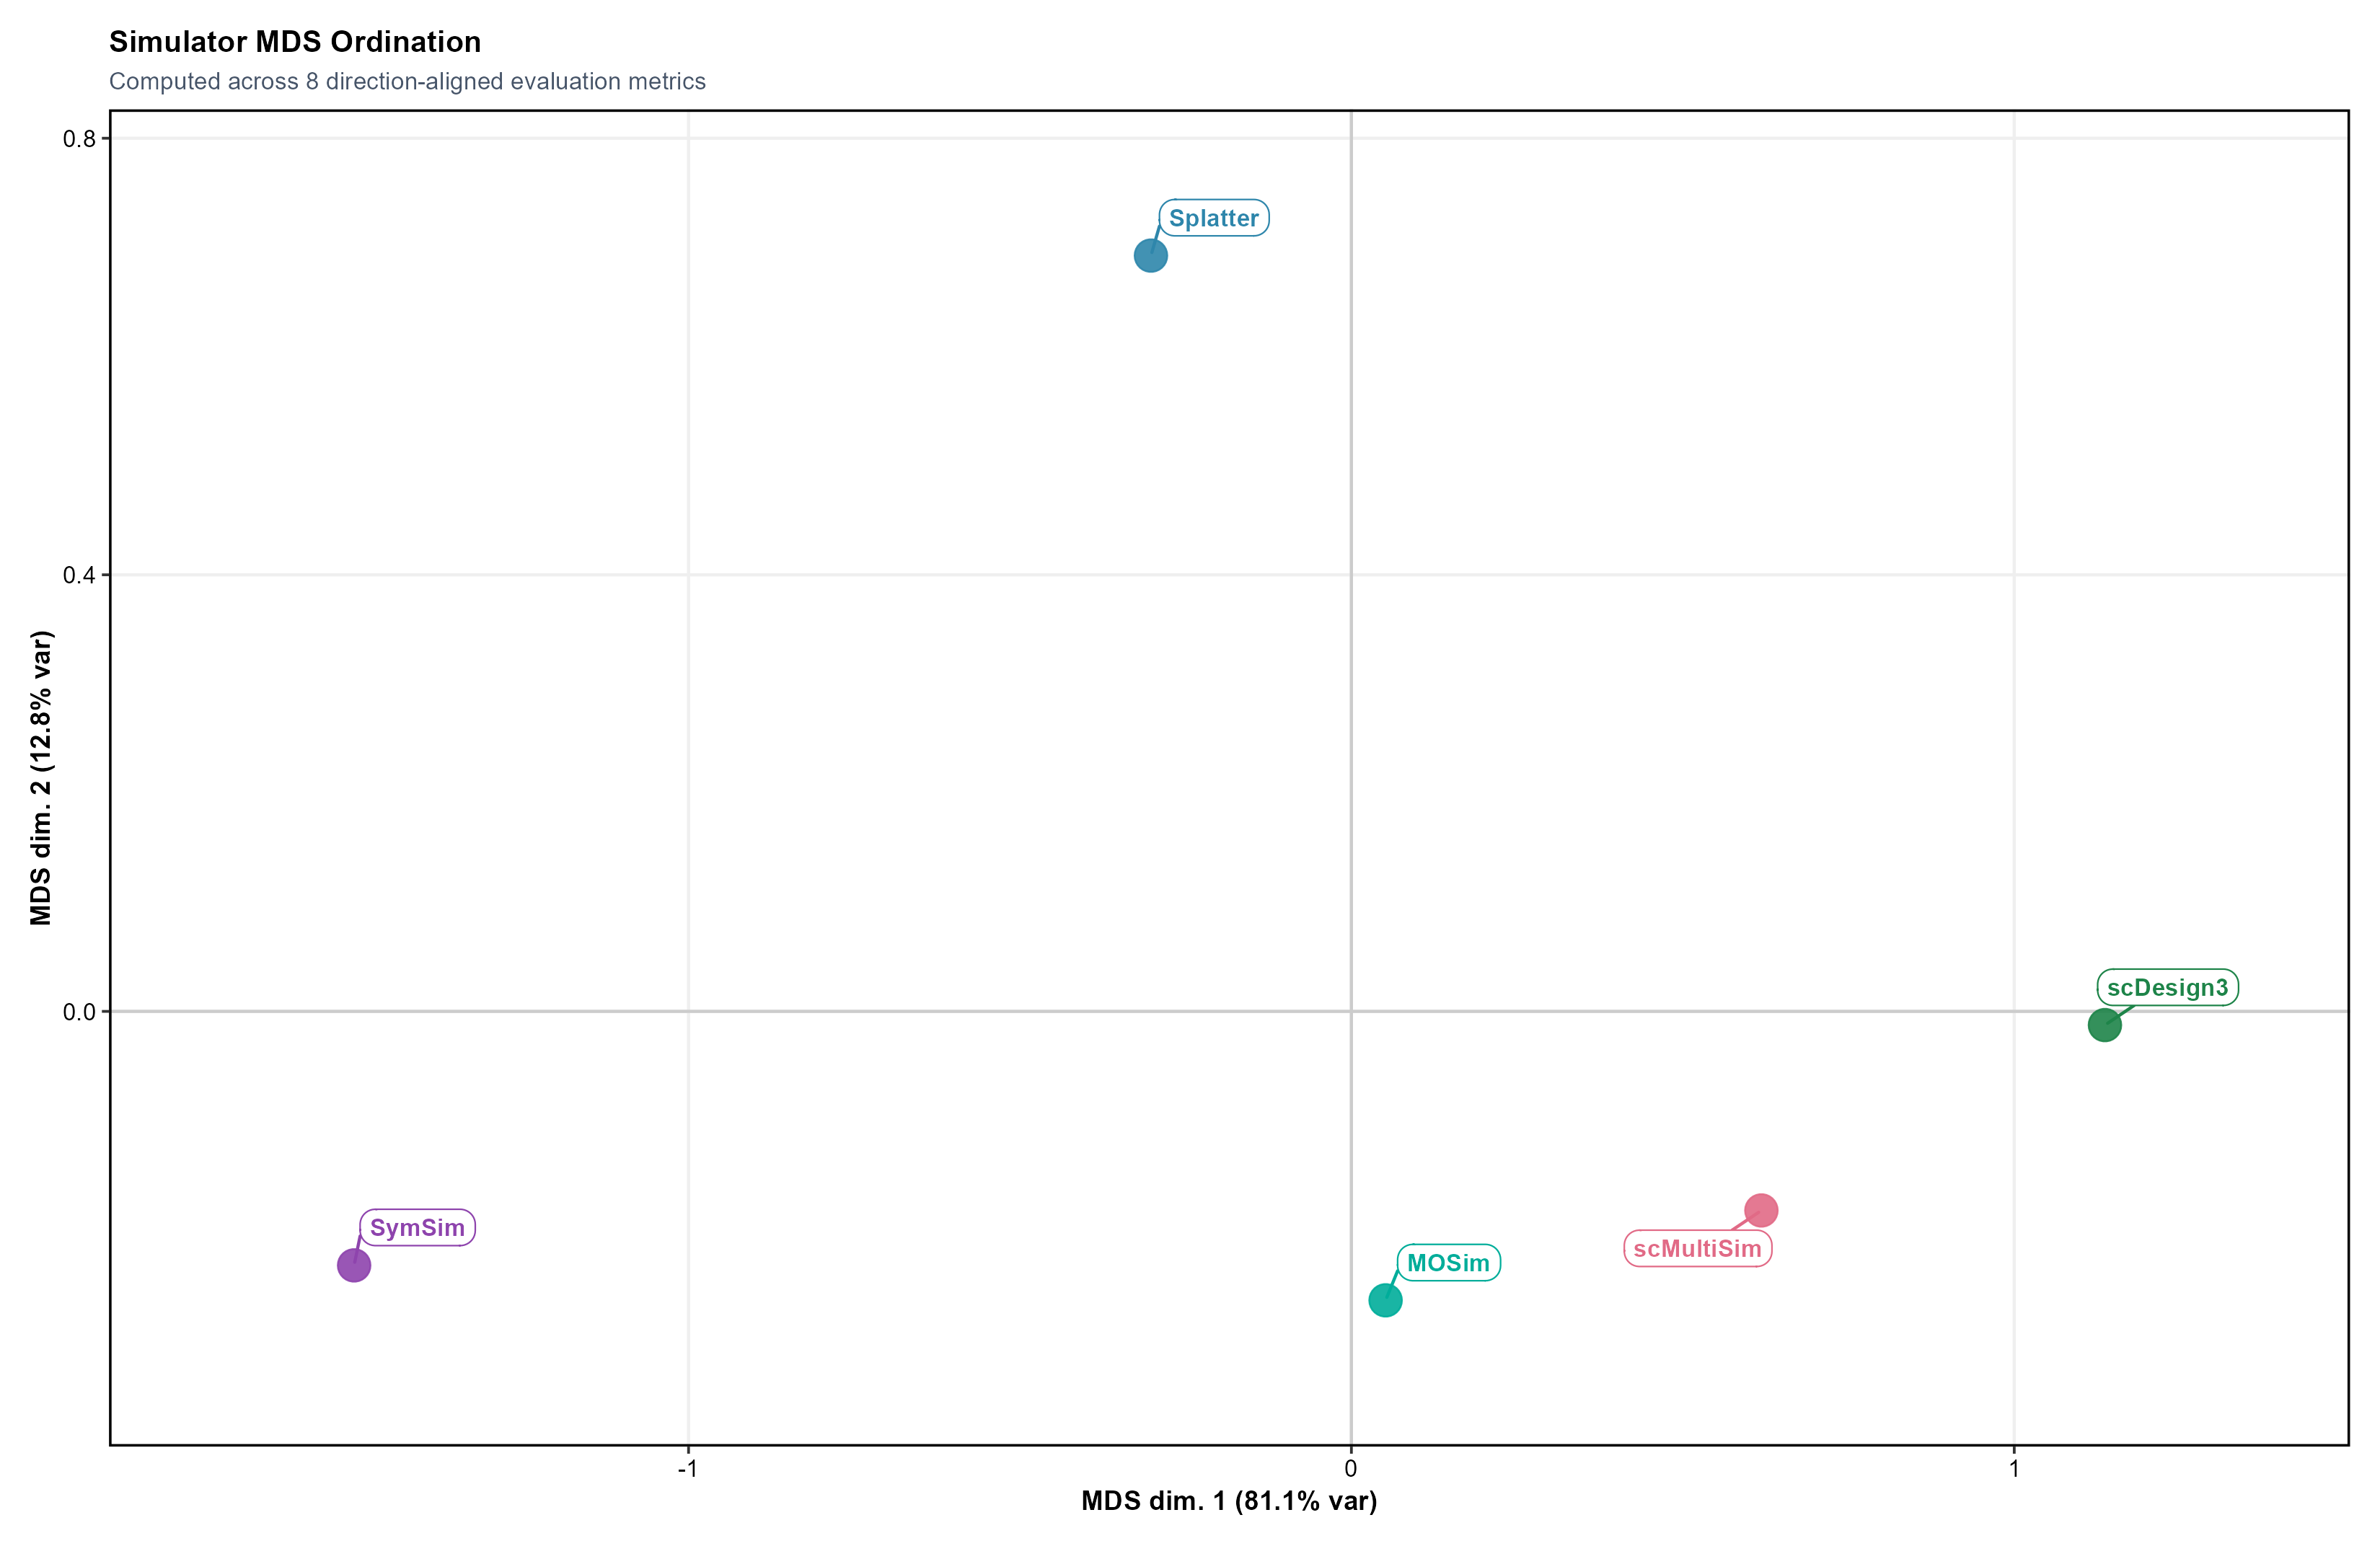 Simulator MDS Ordination
Computed across 8 direction-aligned evaluation metrics
0.8
0.4
0.0
MDS dim. 2 (12.8% var)
Splatter
scDesign3
SymSim
scMultiSim
MOSim
-1
0
1
MDS dim. 1 (81.1% var)